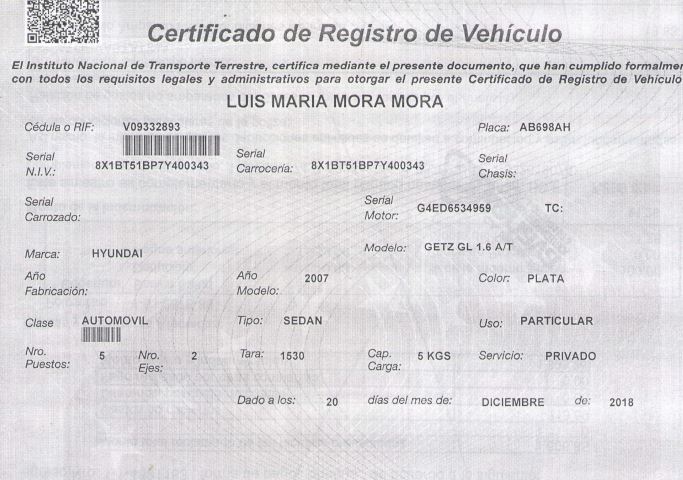 Certificado de Registro de Vehículo
El Instituto Nacional de Transporte Terrestre, certifica mediante el presente documento, que han cumplido
con todos los requisitos legales y administrativos para otorgar el presente Certificado de Registro de Vehículo
LUIS MARIA MORA MORA
Cédula o RIF: V09332893 Placa: AB698AH
Serial N.I.V.: 8X1BT51BP7Y400343 Serial Carrocería: 8X1BT51BP7Y400343 Serial Chasis:
Serial Carrozado: Serial Motor: G4ED6534959 TC:
Marca: HYUNDAI Modelo: GETZ GL 1.6 A/T
Año Fabricación: Año Modelo: 2007 Color: PLATA
Clase AUTOMOVIL Tipo: SEDAN Uso: PARTICULAR
Nro. Puestos: 5 Nro. Ejes: 2 Tara: 1530 Cap. Carga: 5 KGS Servicio: PRIVADO
Dado a los: 20 días del mes de: DICIEMBRE de: 2018